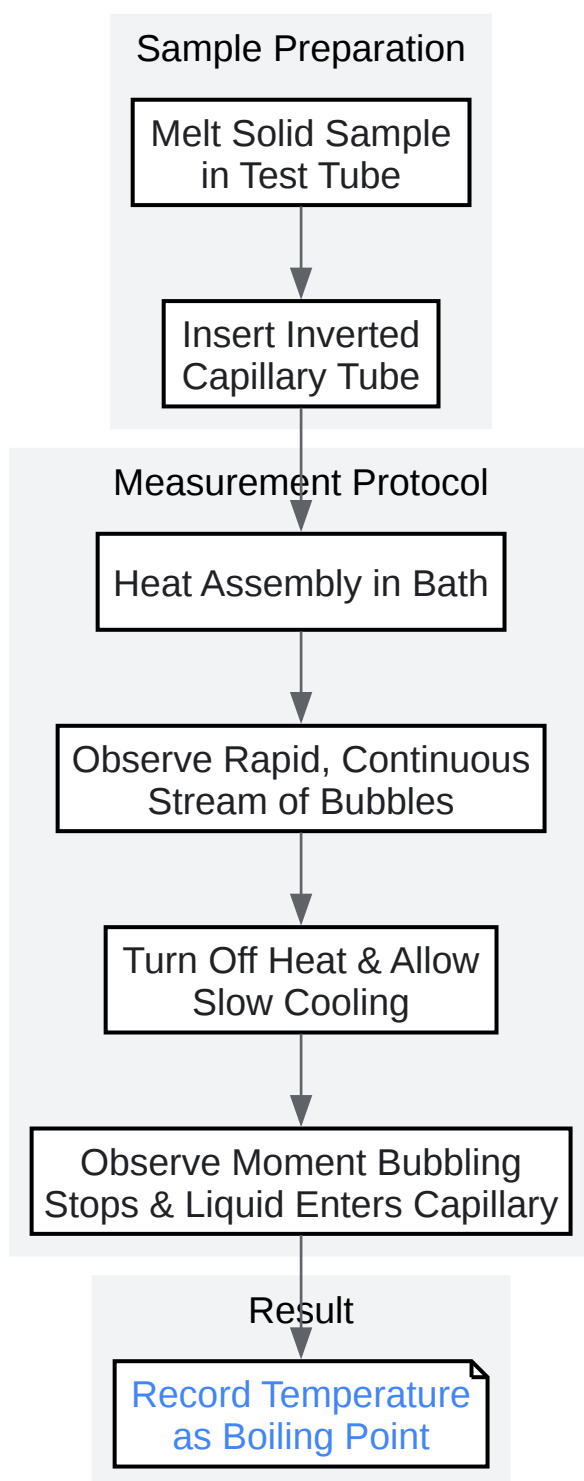 Sample Preparation
Melt Solid Sample
in Test Tube
Insert Inverted
Capillary Tube
Measurement Protocol
Heat Assembly in Bath
Observe Rapid, Continuous
Stream of Bubbles
Turn Off Heat & Allow
Slow Cooling
Observe Moment Bubbling
Stops & Liquid Enters Capillary
Result
Record Temperature
as Boiling Point